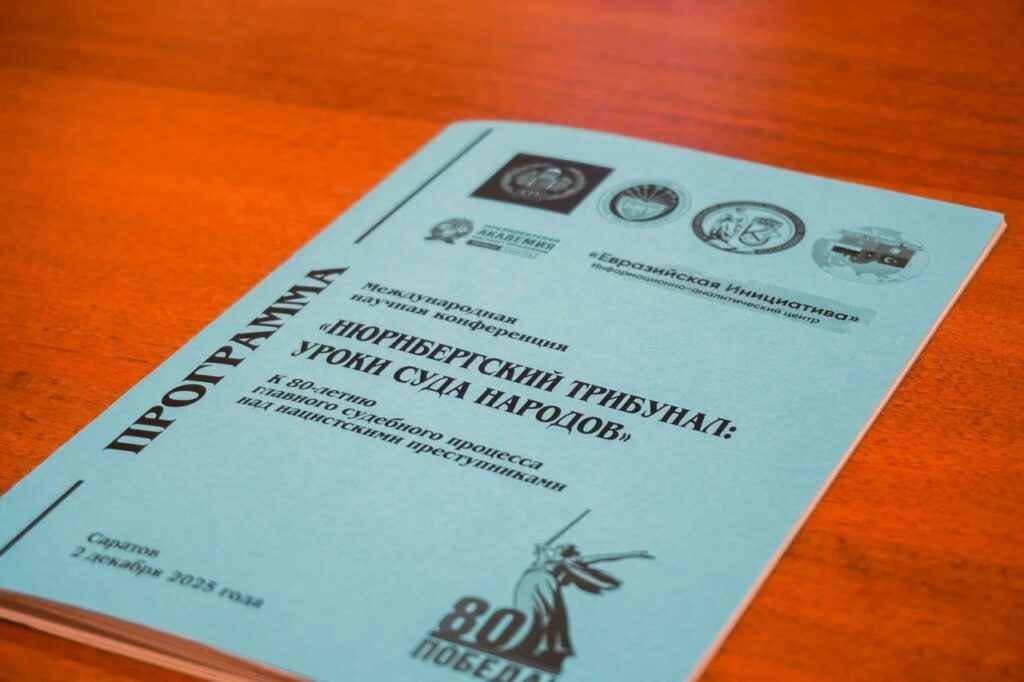 ПРЕЗИДЕНТСКАЯ
АКАДЕМИЯ
«Евразийская Инициатива»
Информационно-аналитический центр
ПРОГРАММА
Международная
научная конференция
«НЮРНБЕРГСКИЙ ТРИБУНАЛ:
УРОКИ СУДА НАРОДОВ»
к 80-летию
главного судебного процесса
над нацистскими преступниками
Саратов
2 декабря 2025 года
80
ПОБЕДА